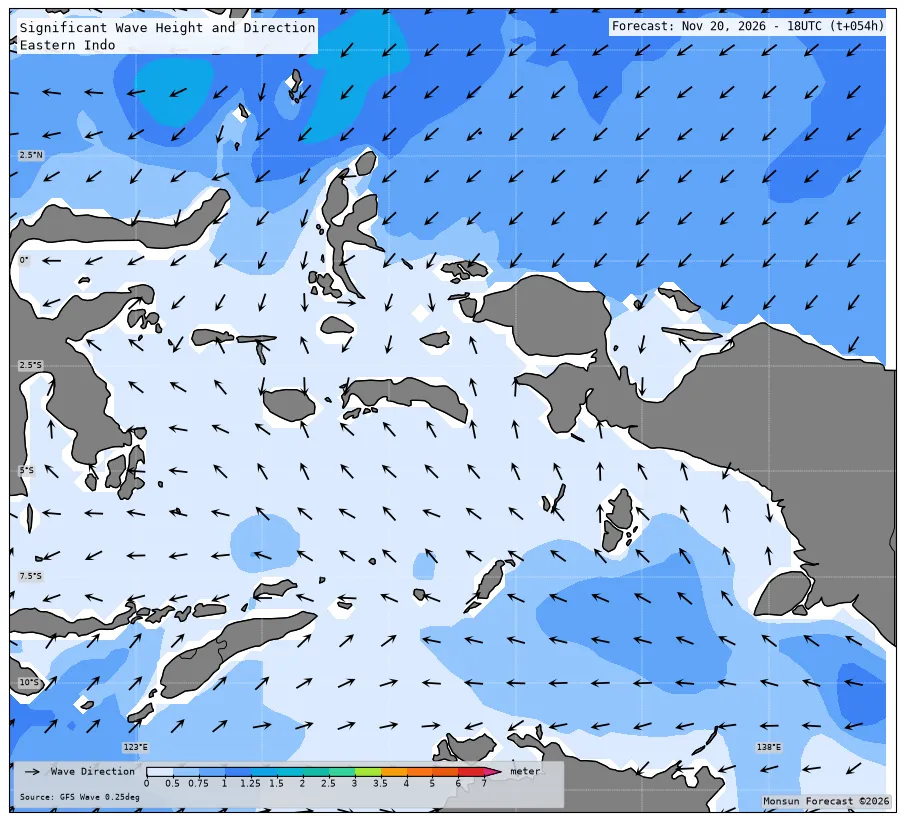 Significant Wave Height and Direction
Eastern Indo
Forecast: Nov 20, 2026 - 18UTC (t+054h)
2.5°N
0°
2.5°S
5°S
7.5°S
10°S
123°E
138°E
Wave Direction
0 0.5 0.75 1 1.25 1.5 2 2.5 3 3.5 4 5 6 7
meter
Source: GFS Wave 0.25deg
Monsun Forecast ©2026